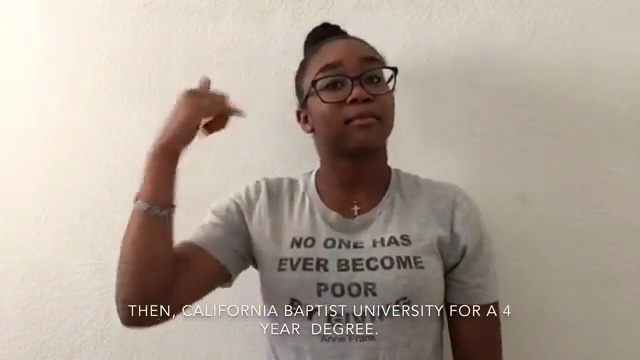 NO ONE HAS
EVER BECOME
POOR
THEN, CALIFORNIA BAPTIST UNIVERSITY FOR A 4
YEAR DEGREE.
Anne Frank